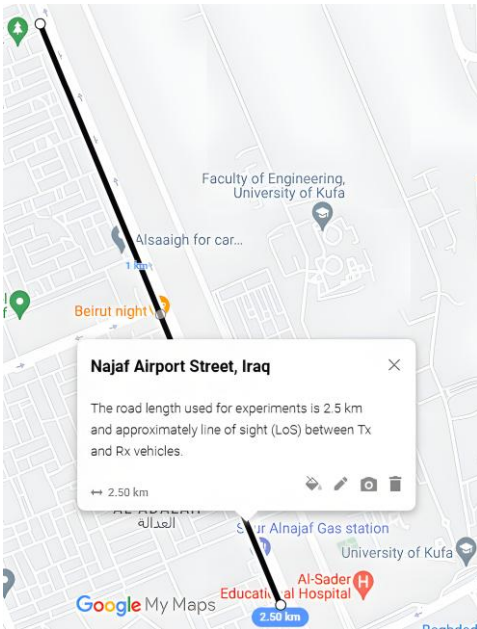 Faculty of Engineering,
University of Kufa
Alsaaigh for car...
1 km
Beirut night
Najaf Airport Street, Iraq
The road length used for experiments is 2.5 km
and approximately line of sight (LoS) between Tx
and Rx vehicles.
2.50 km
AL ADALAH
العدالة
Alnajaf Gas station
University of Kufa
Al-Sader
Educational Hospital
Google My Maps
2.50 km